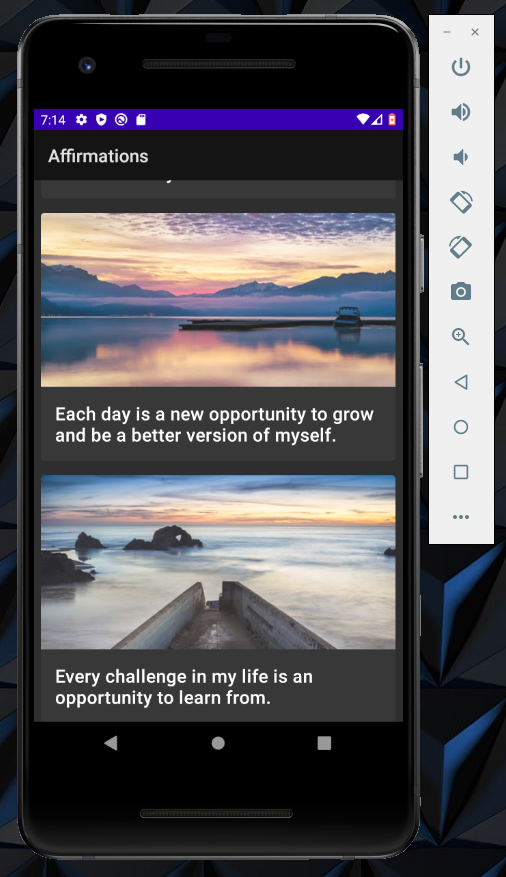 7:14
Affirmations
Each day is a new opportunity to grow
and be a better version of myself.
Every challenge in my life is an
opportunity to learn from.